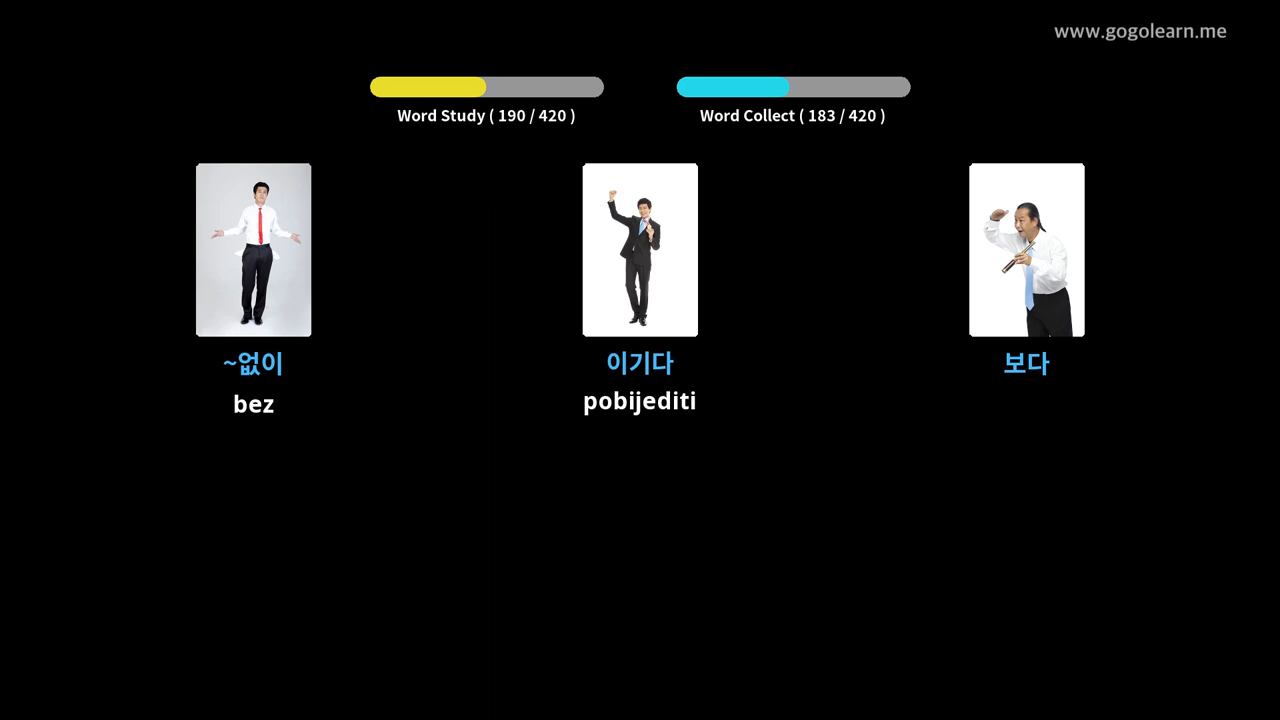 www.gogolearn.me
Word Study ( 190 / 420 )
Word Collect ( 183 / 420 )
~없이
이기다
보다
bez
pobijediti